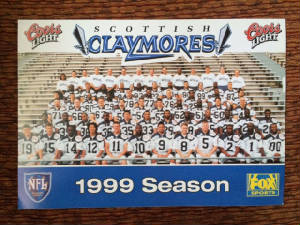 SCOTTISH
CLAYMORES
Coors
LIGHT
Coors
LIGHT
NFL
1999 Season
FOX
SPORTS